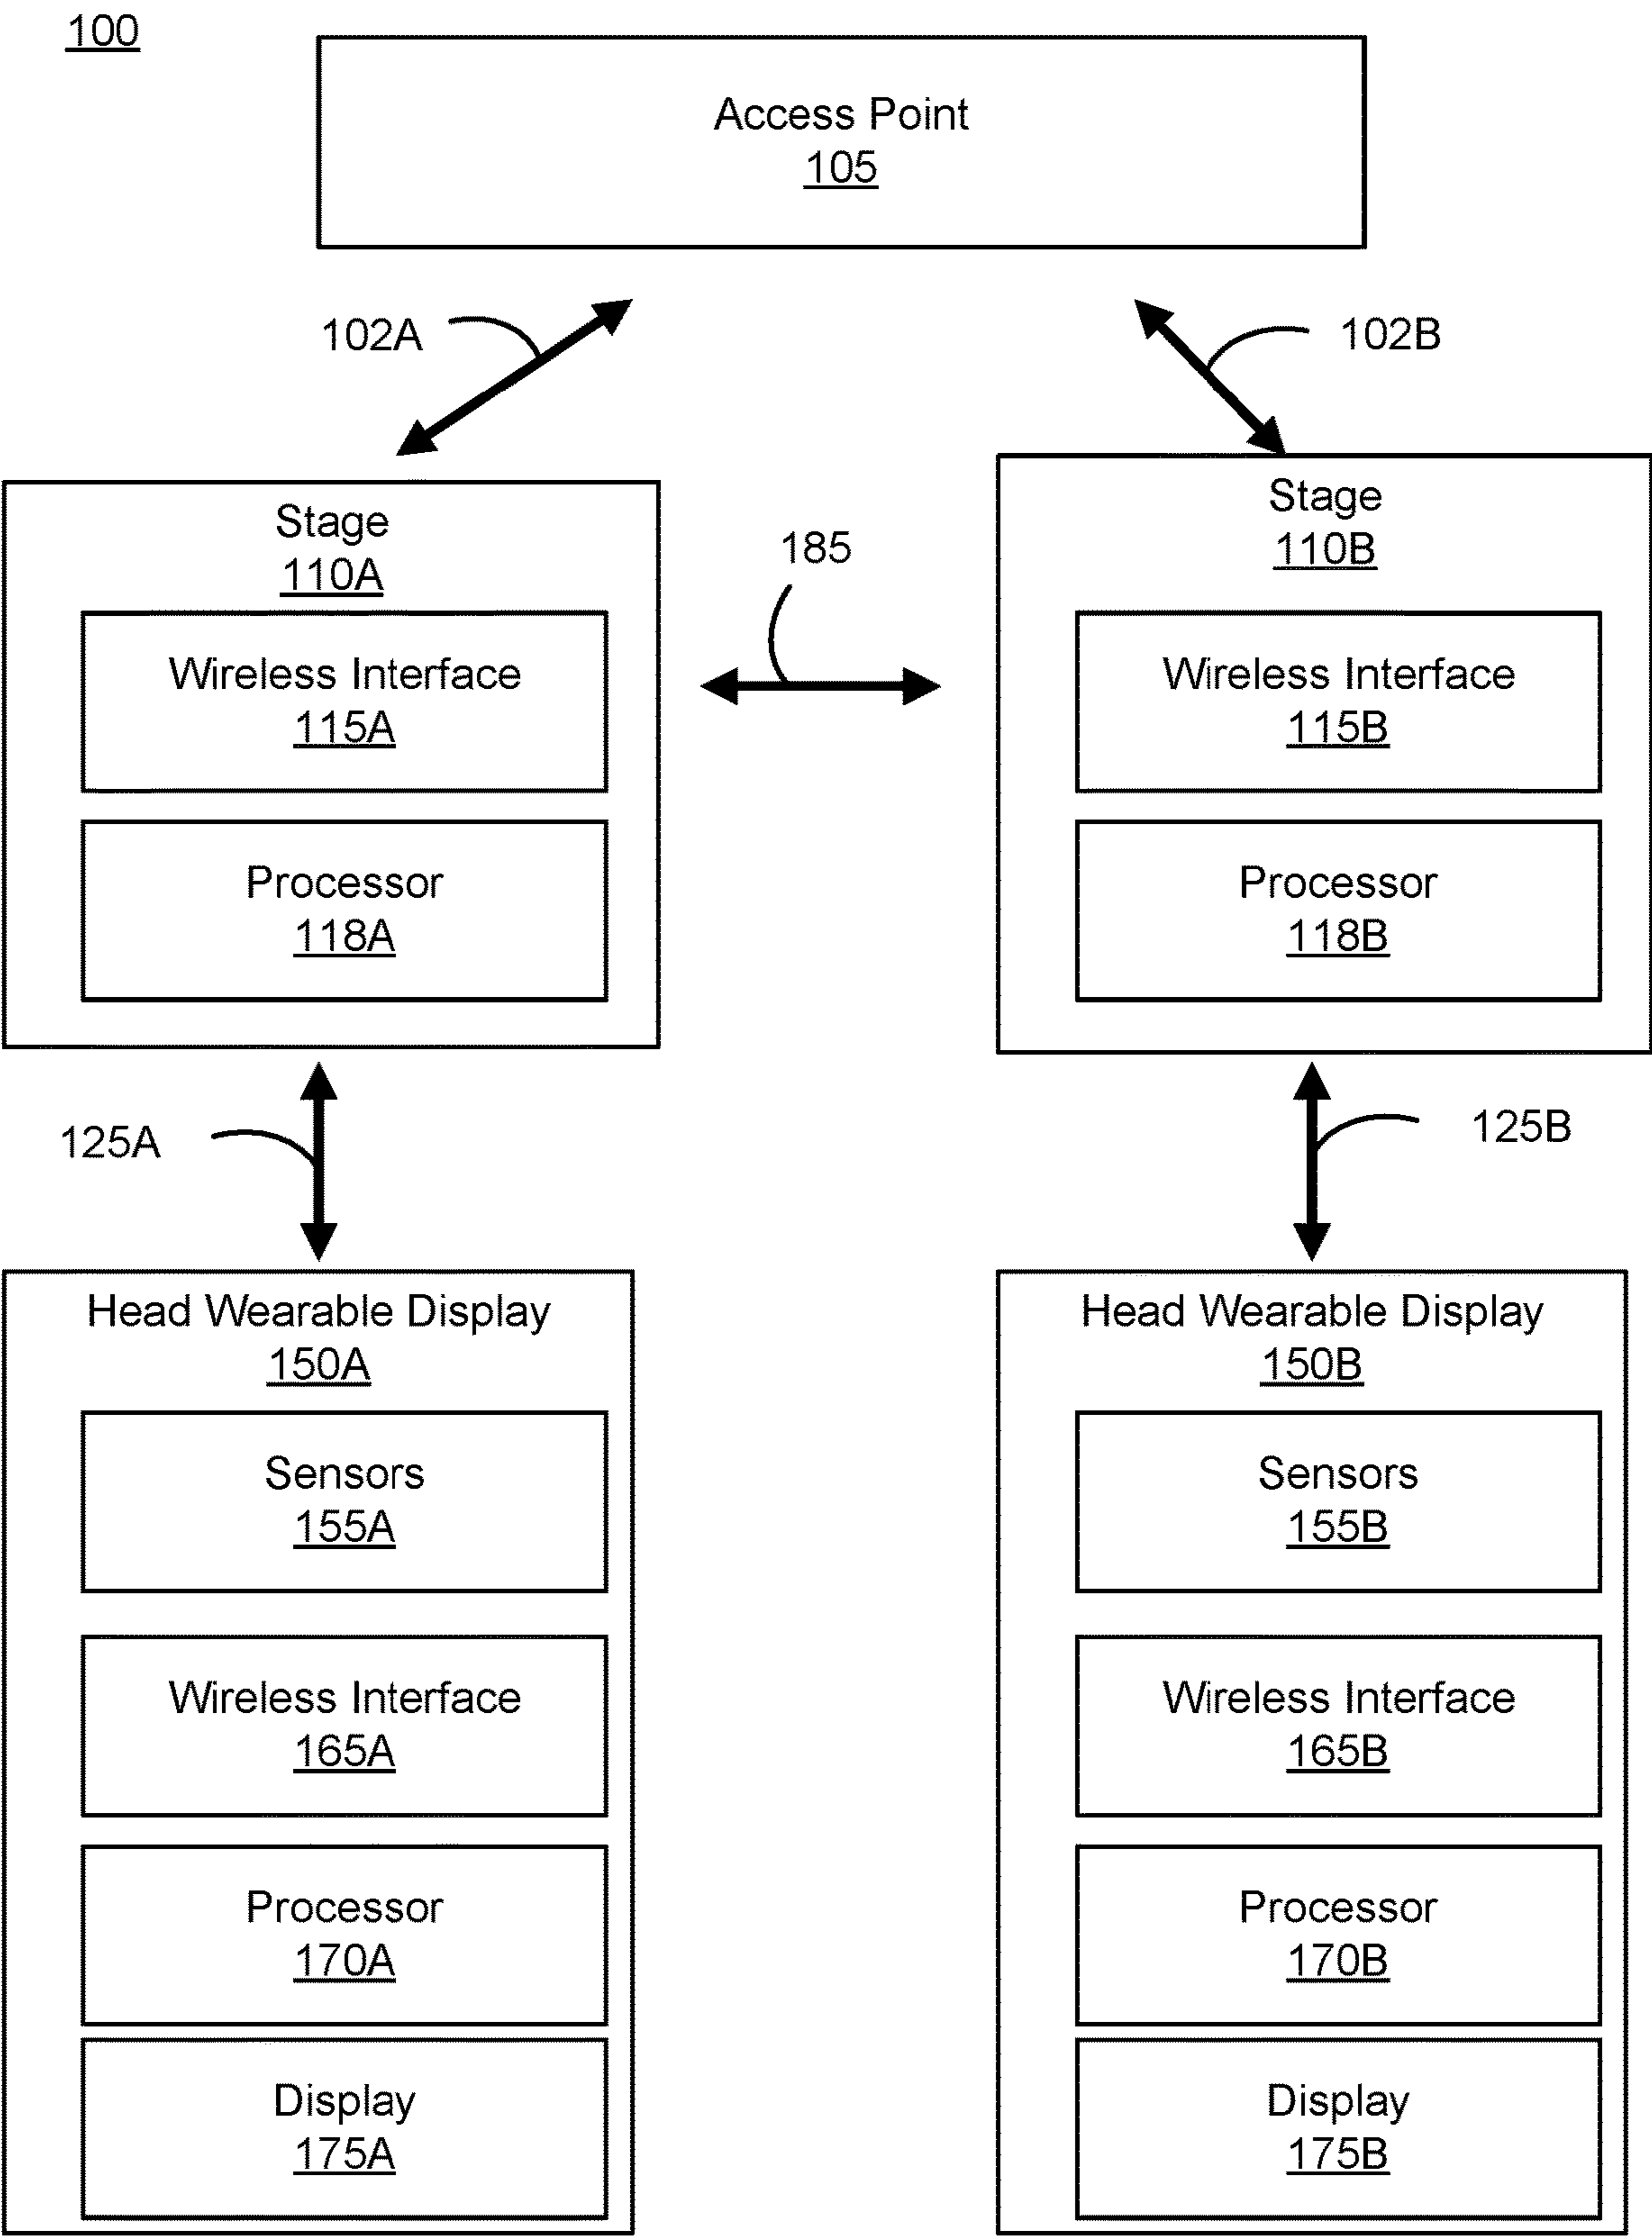 100
Access Point
105
102A
102B
Stage
110A
Wireless Interface
115A
Processor
118A
185
Stage
110B
Wireless Interface
115B
Processor
118B
125A
125B
Head Wearable Display
150A
Sensors
155A
Wireless Interface
165A
Processor
170A
Display
175A
Head Wearable Display
150B
Sensors
155B
Wireless Interface
165B
Processor
170B
Display
175B